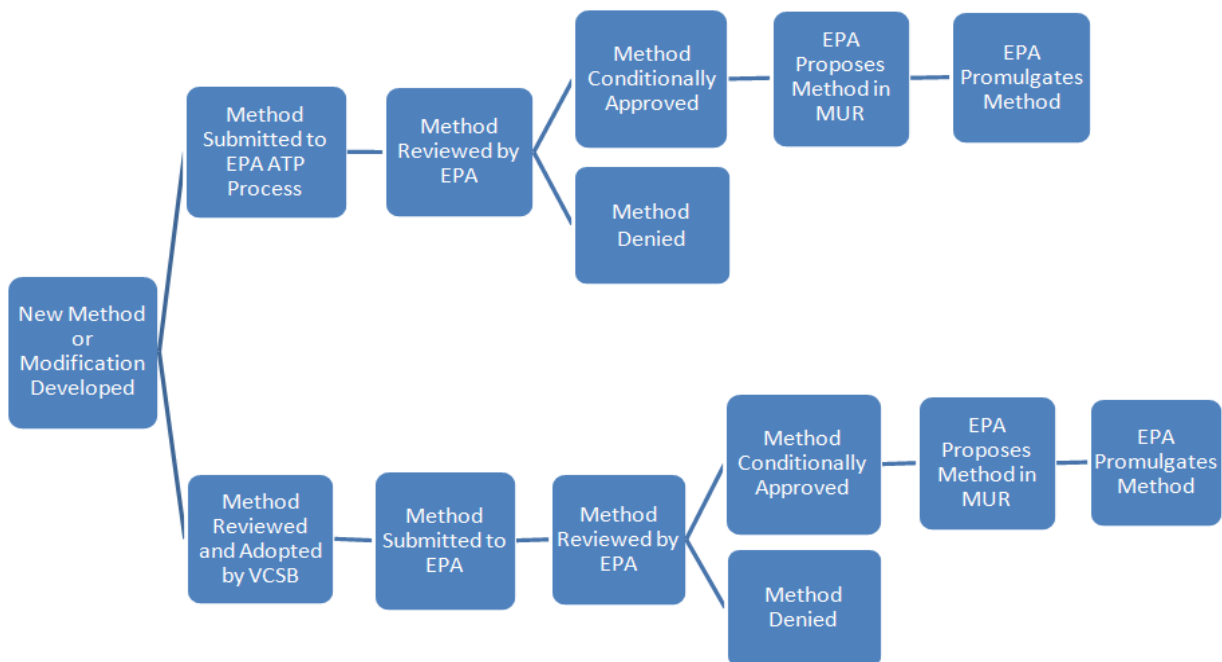 New Method
or
Modification
Developed
Method
Submitted to
EPA ATP
Process
Method
Reviewed by
EPA
Method
Conditionally
Approved
EPA
Proposes
Method in
MUR
EPA
Promulgates
Method
Method
Denied
Method
Reviewed
and Adopted
by VCSB
Method
Submitted to
EPA
Method
Reviewed by
EPA
Method
Conditionally
Approved
EPA
Proposes
Method in
MUR
EPA
Promulgates
Method
Method
Denied